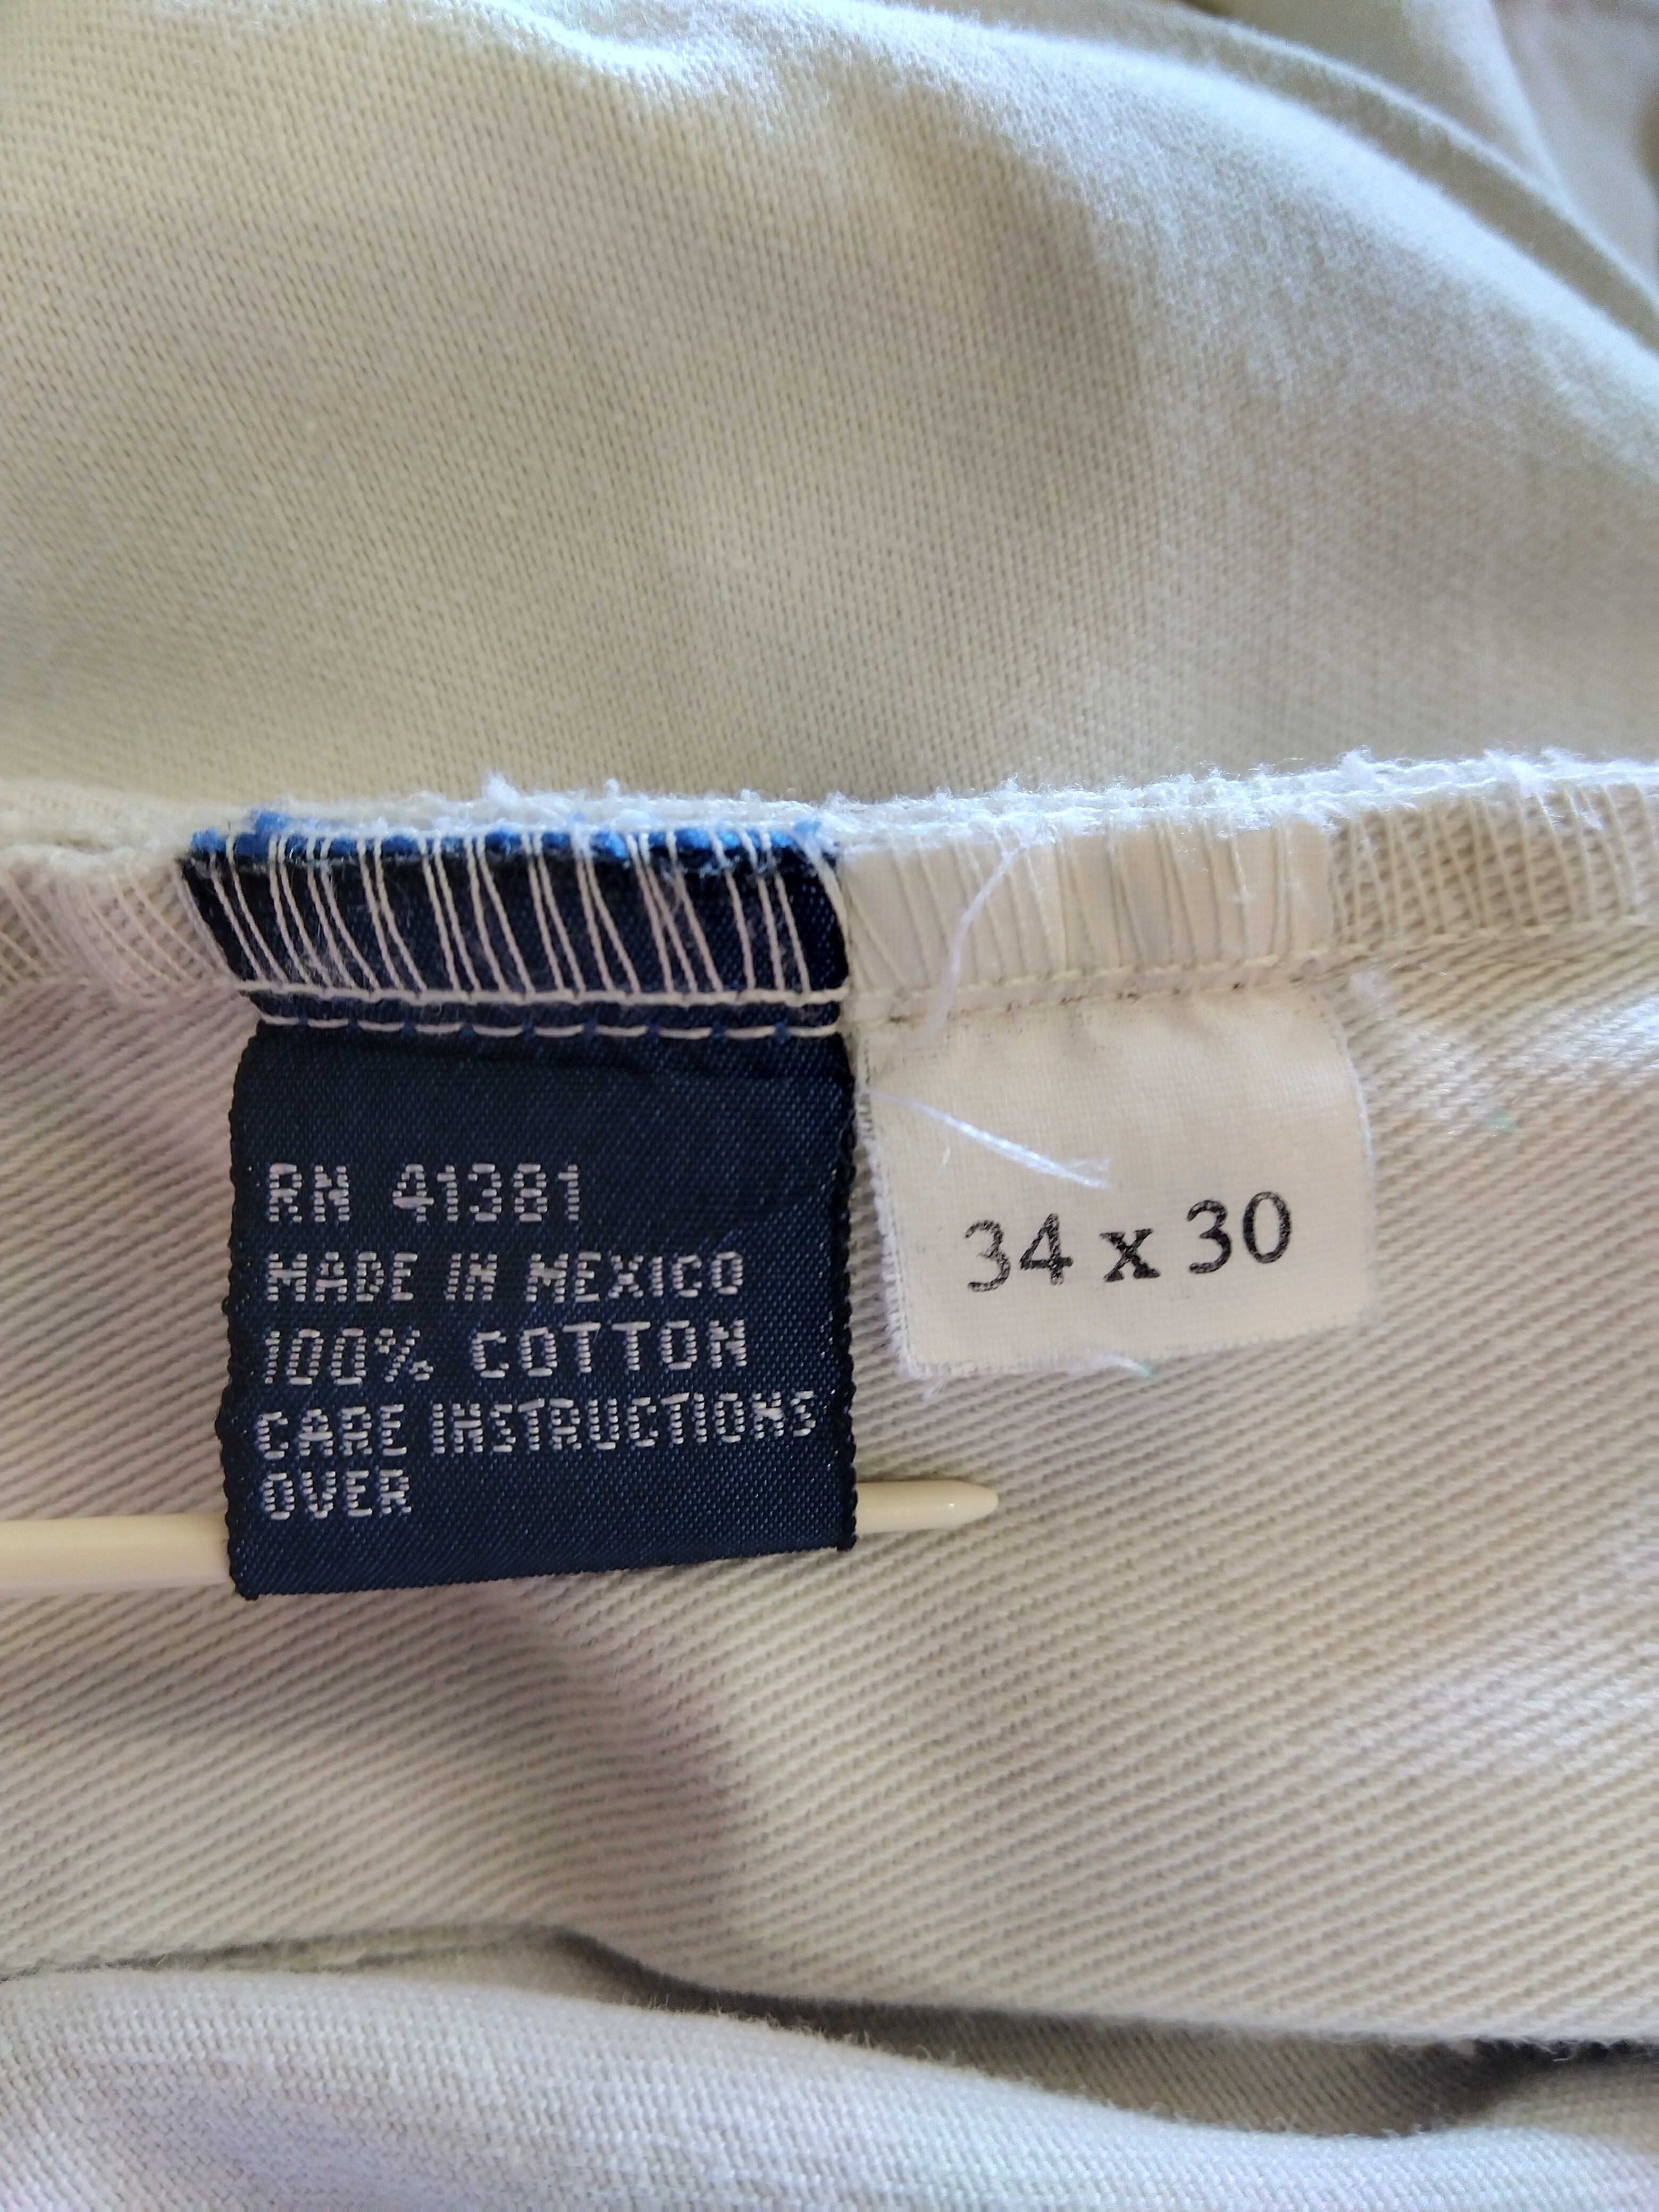 RN 41381
MADE IN MEXICO
100% COTTON
CARE INSTRUCTIONS
OVER
34 x 30